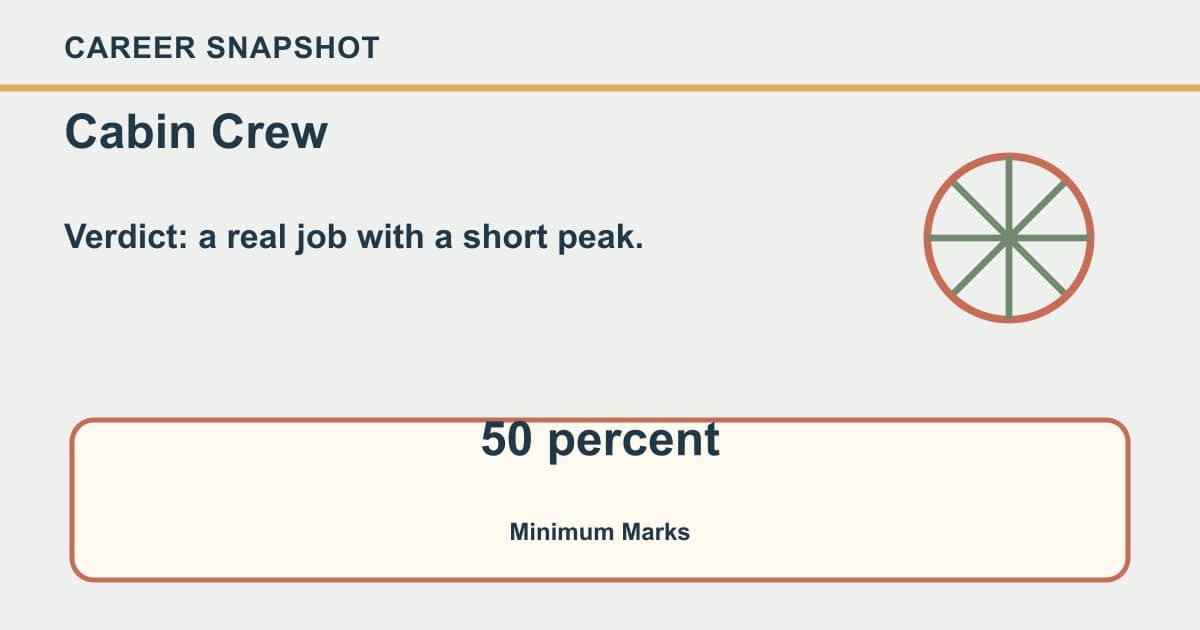 CAREER SNAPSHOT
Cabin Crew
Verdict: a real job with a short peak.
50 percent
Minimum Marks